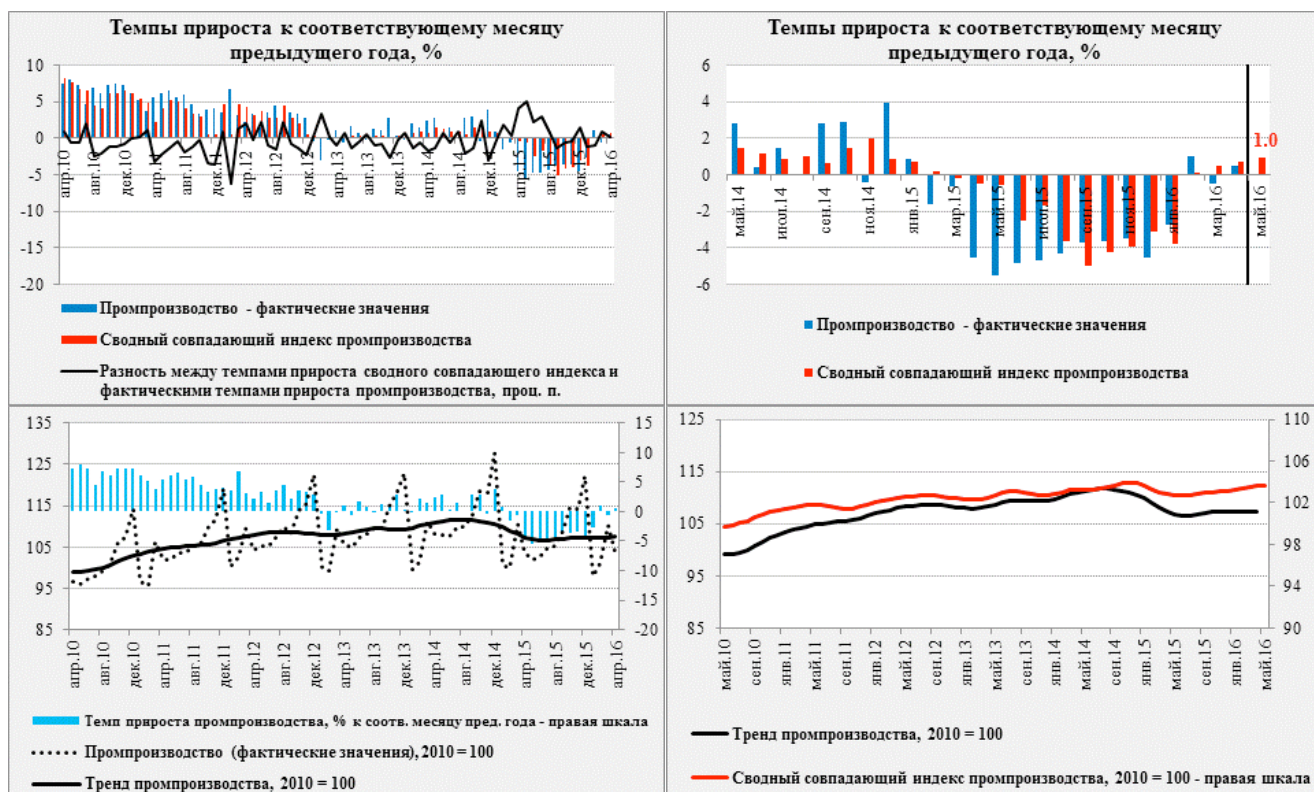 Темпы прироста к соответствующему месяцу
предыдущего года, %
10
5
0
-5
-10
-15
-20
апр.10
авг.10
дек.10
апр.11
авг.11
дек.11
апр.12
авг.12
дек.12
апр.13
авг.13
дек.13
апр.14
авг.14
дек.14
апр.15
авг.15
дек.15
апр.16
Промпроизводство - фактические значения
Сводный совпадающий индекс промпроизводства
Разность между темпами прироста сводного совпадающего индекса и
фактическими темпами прироста промпроизводства, проц. п.
Темпы прироста к соответствующему месяцу
предыдущего года, %
6
4
2
0
-2
-4
-6
1.0
май.14
июл.14
сен.14
ноя.14
янв.15
мар.15
май.15
июл.15
сен.15
ноя.15
янв.16
мар.16
май.16
Промпроизводство - фактические значения
Сводный совпадающий индекс промпроизводства
135
125
115
105
95
85
15
10
5
0
-5
-10
-15
-20
апр.10
авг.10
дек.10
апр.11
авг.11
дек.11
апр.12
авг.12
дек.12
апр.13
авг.13
дек.13
апр.14
авг.14
дек.14
апр.15
авг.15
дек.15
апр.16
Темп прироста промпроизводства, % к соотв. месяцу пред. года - правая шкала
Промпроизводство (фактические значения), 2010 = 100
Тренд промпроизводства, 2010 = 100
125
115
105
95
85
110
106
102
98
94
90
май.10
сен.10
янв.11
май.11
сен.11
янв.12
май.12
сен.12
янв.13
май.13
сен.13
янв.14
май.14
сен.14
янв.15
май.15
сен.15
янв.16
май.16
Тренд промпроизводства, 2010 = 100
Сводный совпадающий индекс промпроизводства, 2010 = 100 - правая шкала